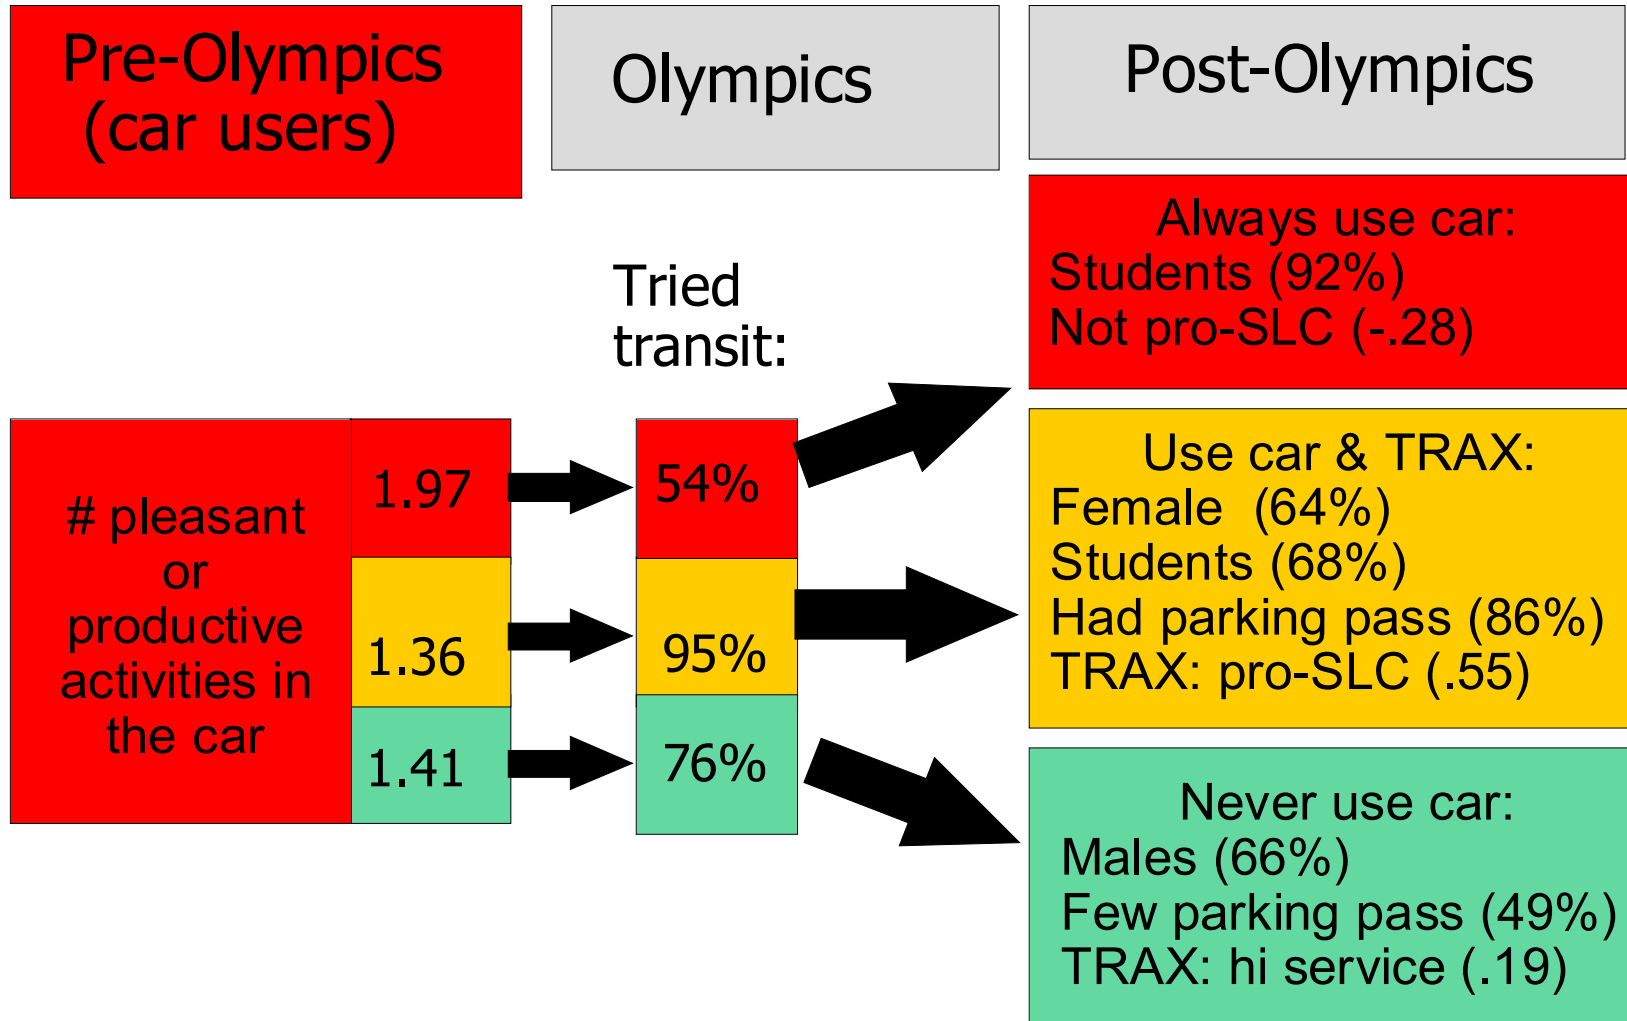 Pre-Olympics
(car users)
Olympics
Post-Olympics
Tried
transit:
# pleasant
or
productive
activities in
the car
1.97
1.36
1.41
54%
95%
76%
Always use car:
Students (92%)
Not pro-SLC (-.28)
Use car & TRAX:
Female  (64%)
Students (68%)
Had parking pass (86%)
TRAX: pro-SLC (.55)
Never use car:
Males (66%)
Few parking pass (49%)
TRAX: hi service (.19)